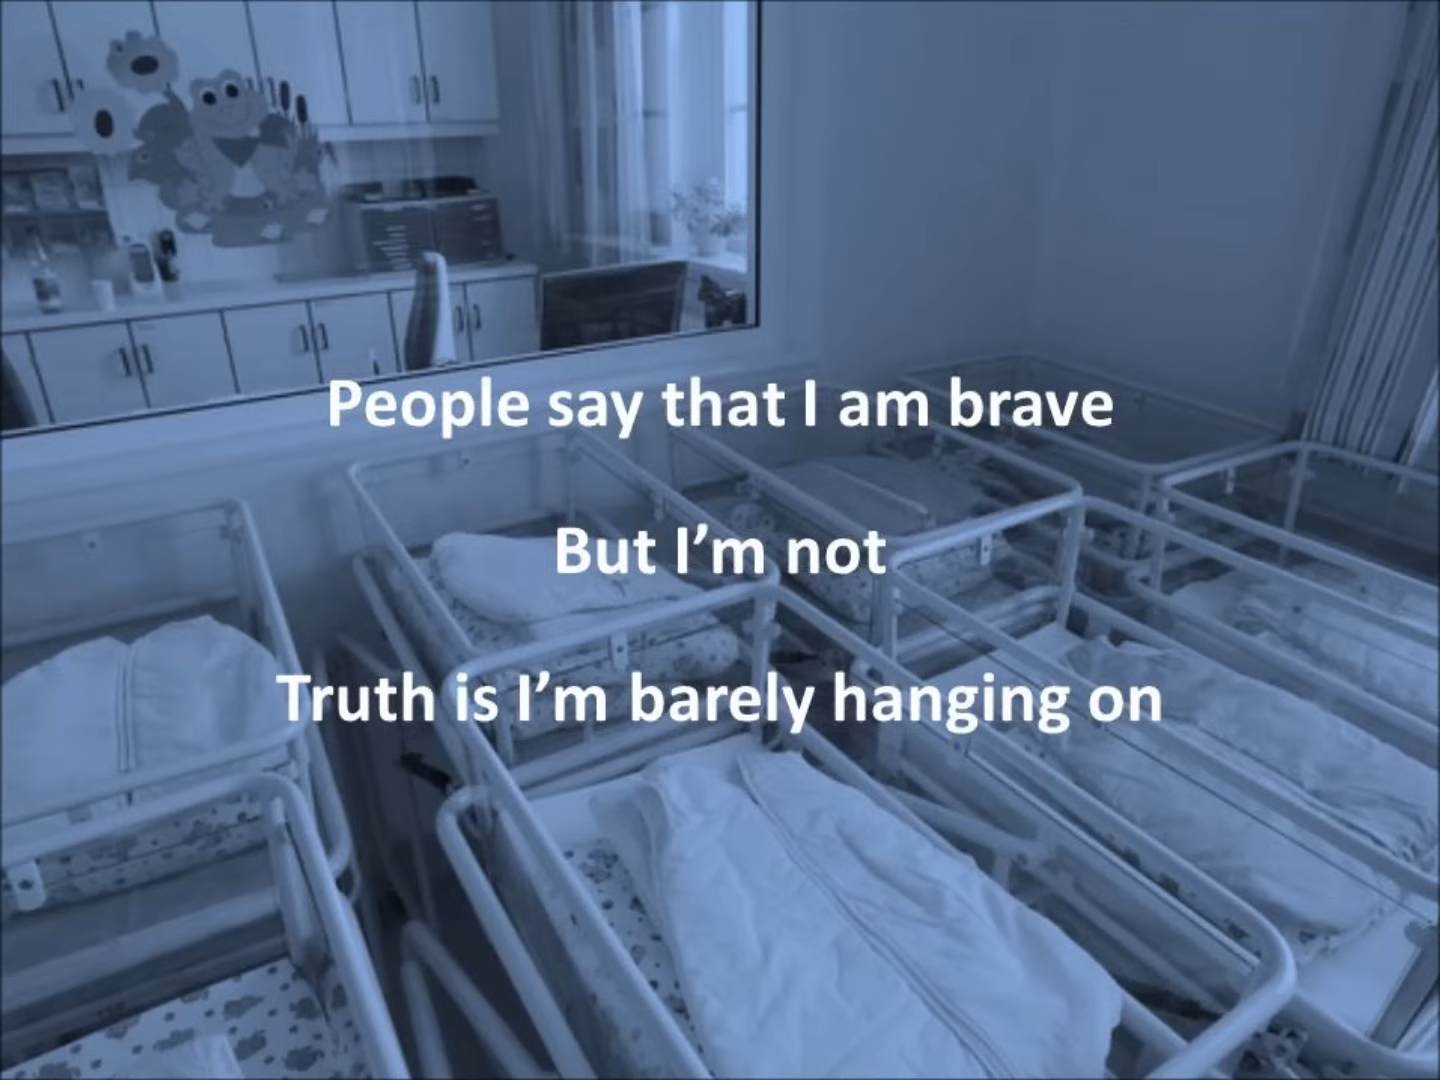 People say that I am brave
But I’m not
Truth is I’m barely hanging on